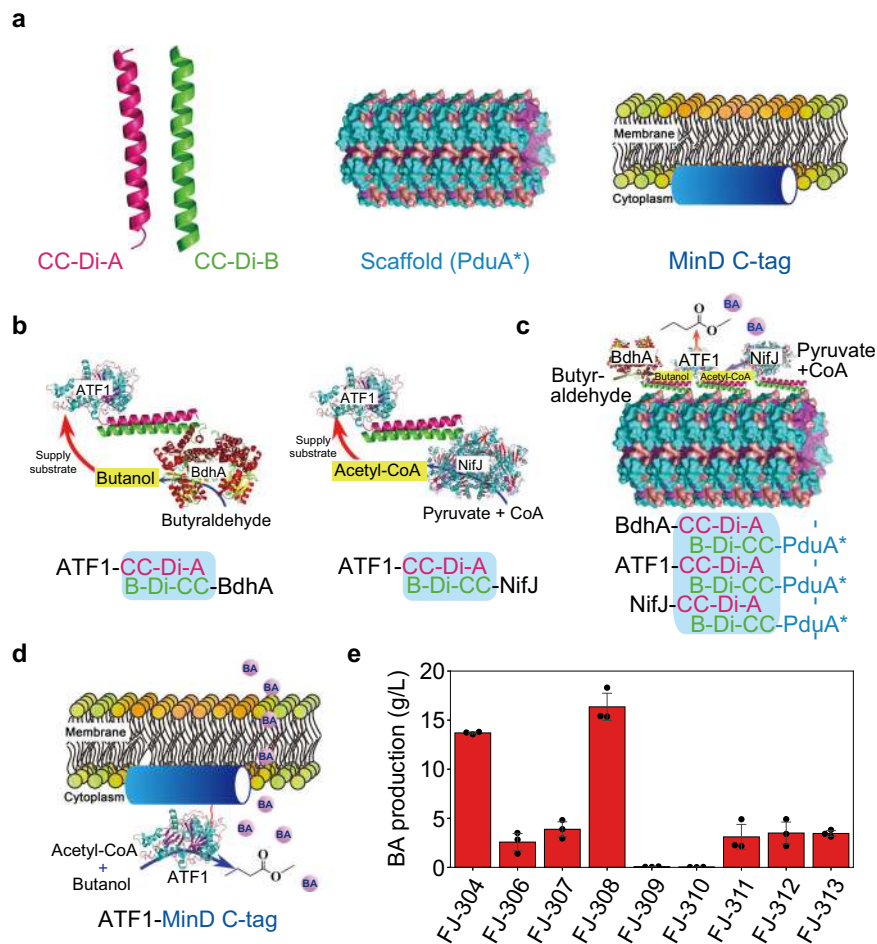 a
CC-Di-A
CC-Di-B
Scaffold (PduA*)
Membrane
Cytoplasm
MinD C-tag
b
ATF1
Supply
substrate
Butanol
BdhA
Butyraldehyde
ATF1-CC-Di-A
B-Di-CC-BdhA
ATF1
Supply
substrate
Acetyl-CoA
NifJ
Pyruvate + CoA
ATF1-CC-Di-A
B-Di-CC-NifJ
c
O
O
BA
BA
BdhA
ATF1
NifJ
Pyruvate
+CoA
Butyr-
aldehyde
Butanol
Acetyl-CoA
BdhA-CC-Di-A
B-Di-CC-PduA*
ATF1-CC-Di-A
B-Di-CC-PduA*
NifJ-CC-Di-A
B-Di-CC-PduA*
d
BA
BA
BA
BA
BA
BA
BA
BA
Membrane
Cytoplasm
Acetyl-CoA
+
Butanol
ATF1
O
O
ATF1-MinD C-tag
e
BA production (g/L)
20
15
10
5
0
FJ-304
FJ-306
FJ-307
FJ-308
FJ-309
FJ-310
FJ-311
FJ-312
FJ-313